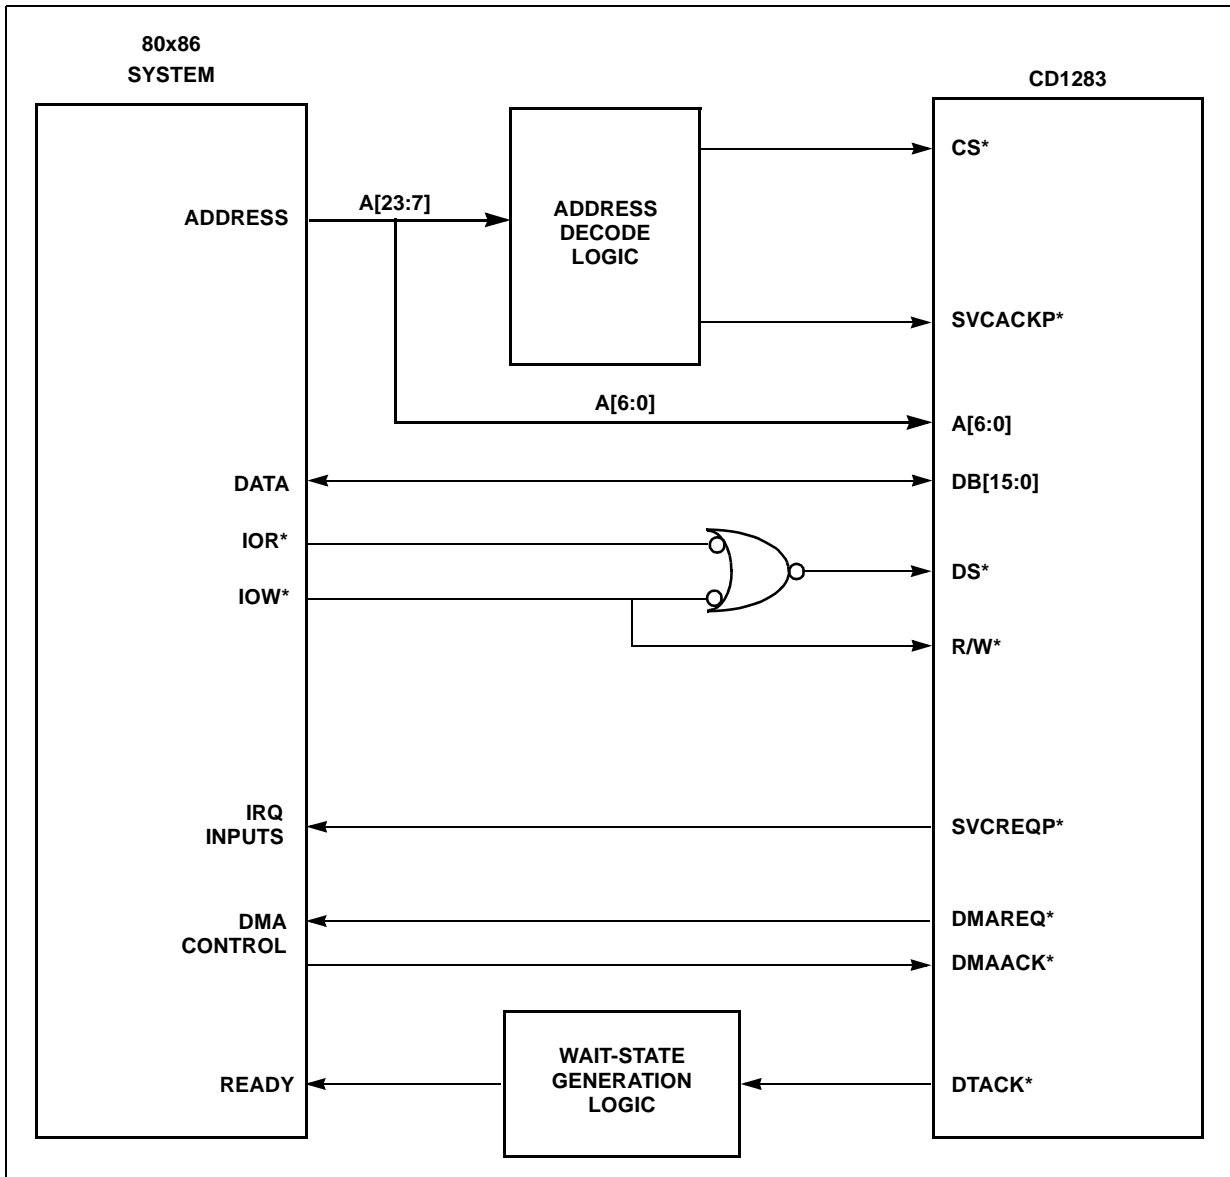 80x86
SYSTEM
CD1283
CS*
A[23:7]
ADDRESS
ADDRESS
DECODE
LOGIC
SVCACKP*
A[6:0]
A[6:0]
DATA
DB[15:0]
IOR*
IOW*
DS*
R/W*
IRQ
INPUTS
SVCREQP*
DMA
CONTROL
DMAREQ*
DMAACK*
WAIT-STATE
GENERATION
LOGIC
READY
DTACK*